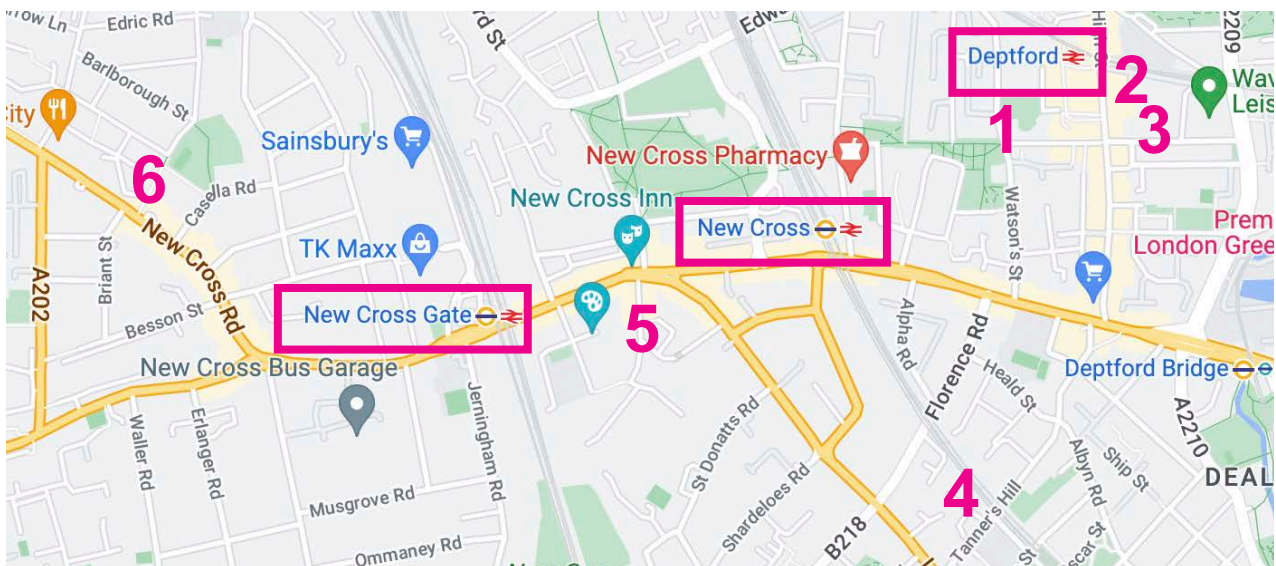 Edric Rd
A2209
Deptford
2
Barlborough St
City
Sainsbury's
1
3
New Cross Pharmacy
6
Casella Rd
New Cross Inn
New Cross
Watson's St
TK Maxx
New Cross Rd
Briant St
A202
Besson St
New Cross Gate
5
Alpha Rd
Florence Rd
New Cross Bus Garage
Deptford Bridge
Heald St
Jerningham Rd
Erlanger Rd
Waller Rd
St Donatts Rd
A2210
Ship St
Albyn Rd
4
DEAL
Musgrove Rd
Shardeloes Rd
Tanner's Hill
B218
Ommaney Rd